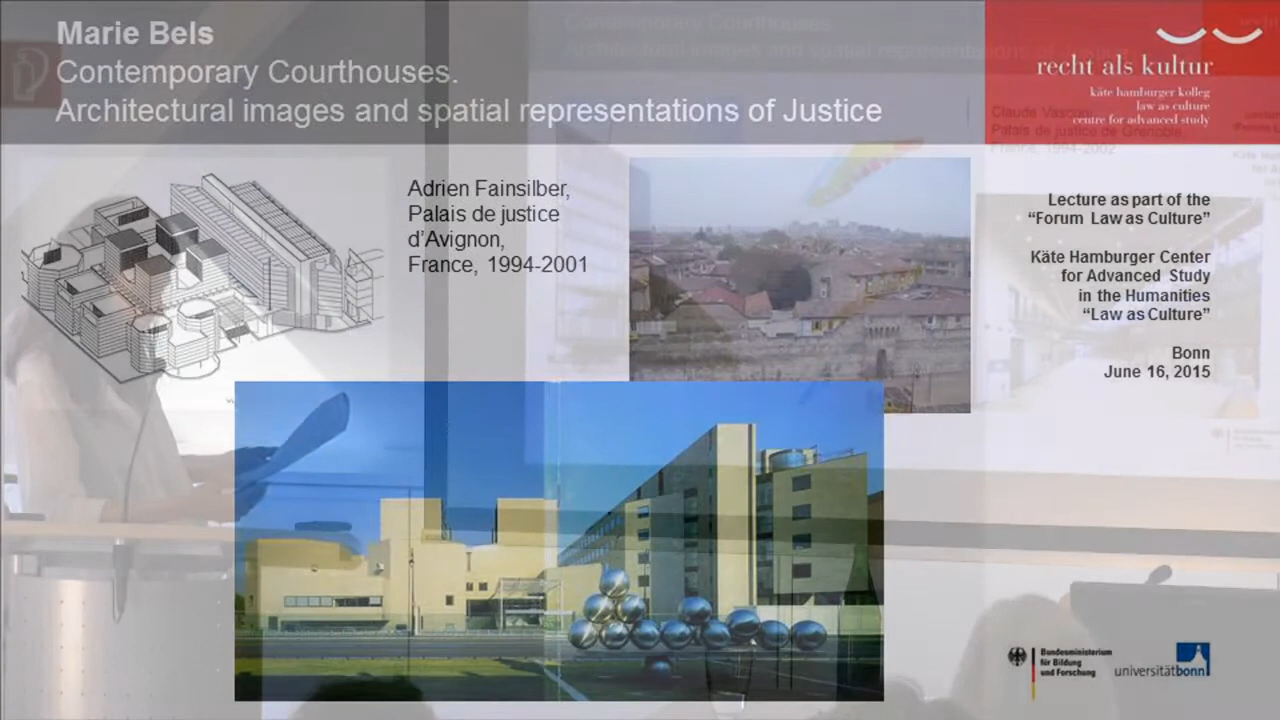 Marie Bels
Contemporary Courthouses.
Architectural images and spatial representations of Justice
recht als kultur
käte hamburger kolleg
law as culture
centre for advanced study
Claude Vasconi
Palais de justice de Grenoble
France, 1994-2002
Adrien Fainsilber,
Palais de justice
d'Avignon,
France, 1994-2001
Lecture as part of the
“Forum Law as Culture”
Käte Hamburger Center
for Advanced Study
in the Humanities
“Law as Culture”
Bonn
June 16, 2015
Bundesministerium
für Bildung
und Forschung
universitätbonn